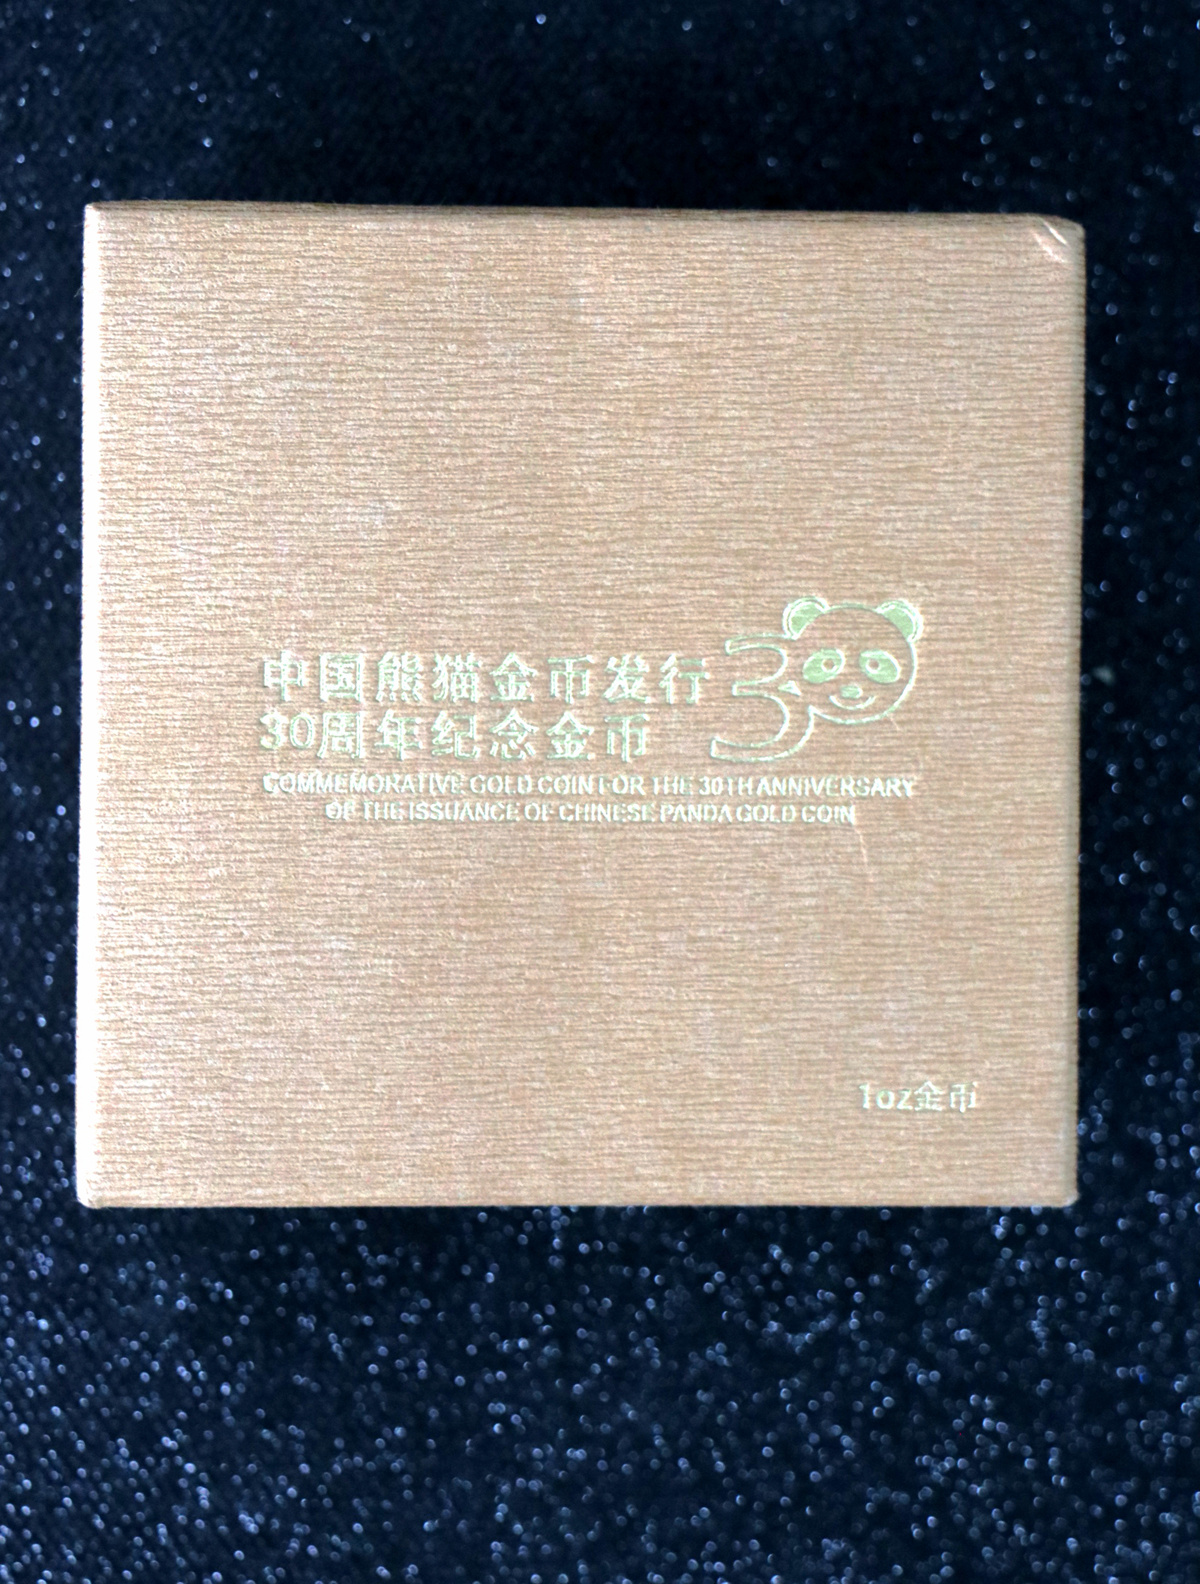 中国熊猫金币发行
30周年纪念金币
30
COMMEMORATIVE GOLD COIN FOR THE 30TH ANNIVERSARY
OF THE ISSUANCE OF CHINESE PANDA GOLD COIN
1oz金币